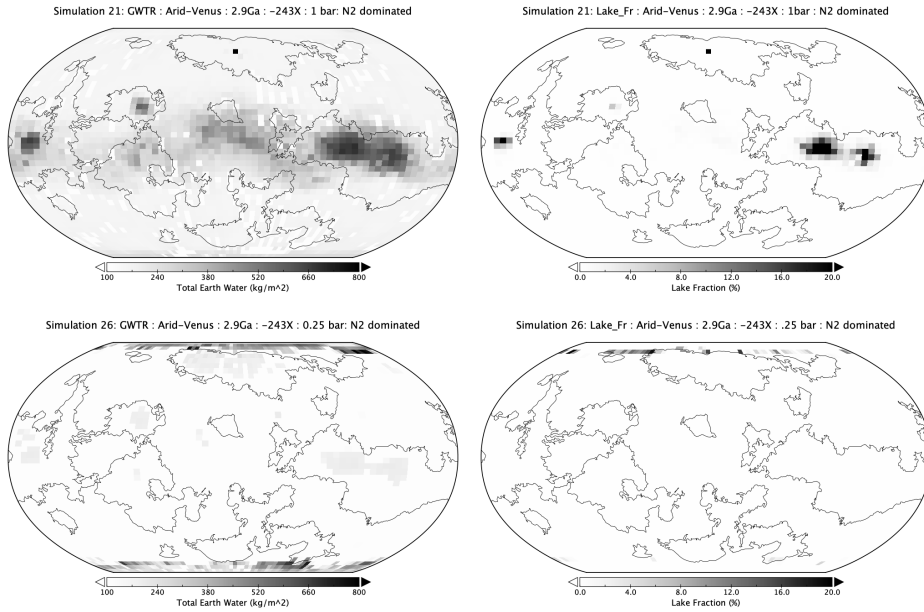 Simulation 21: GWTR : Arid-Venus : 2.9Ga : -243X : 1 bar: N2 dominated
Simulation 21: Lake_Fr : Arid-Venus : 2.9Ga : -243X : 1bar : N2 dominated
100 240 380 520 660 800
Total Earth Water (kg/m^2)
0.0 4.0 8.0 12.0 16.0 20.0
Lake Fraction (%)
Simulation 26: GWTR : Arid-Venus : 2.9Ga : -243X : 0.25 bar: N2 dominated
Simulation 26: Lake_Fr : Arid-Venus : 2.9Ga : -243X : .25 bar : N2 dominated
100 240 380 520 660 800
Total Earth Water (kg/m^2)
0.0 4.0 8.0 12.0 16.0 20.0
Lake Fraction (%)